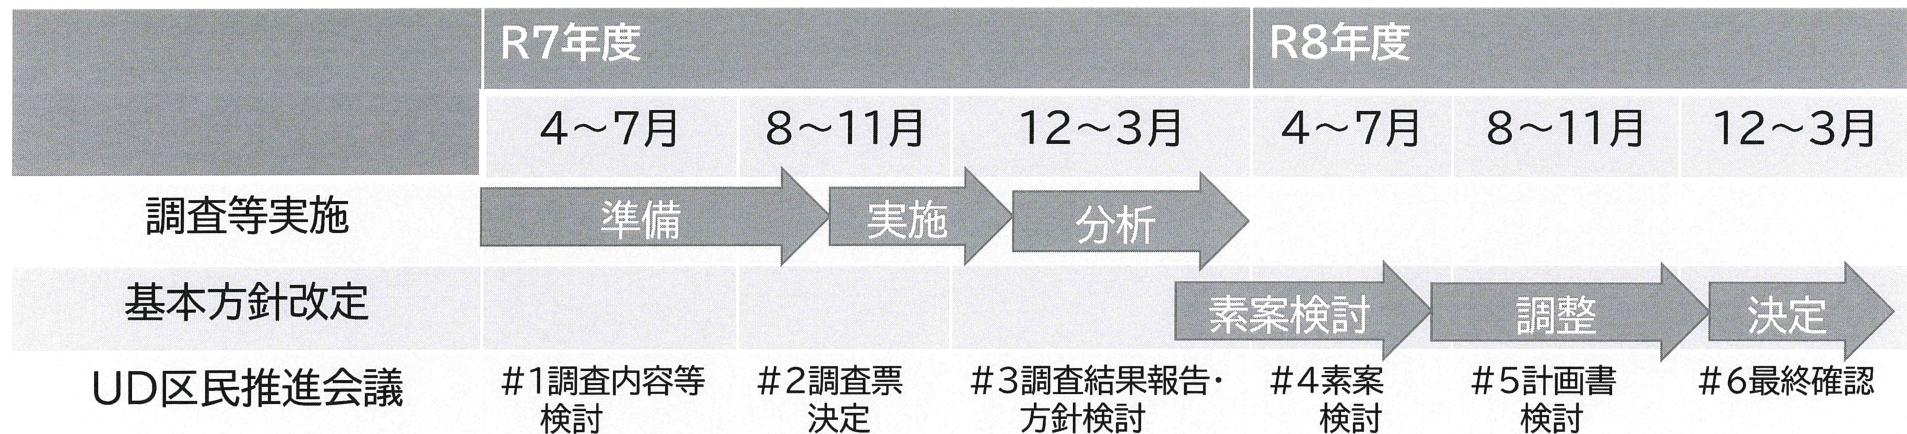 R7年度 R8年度
4～7月 8～11月 12～3月 4～7月 8～11月 12～3月
調査等実施 準備 実施 分析
基本方針改定 素案検討 調整 決定
UD区民推進会議 #1調査内容等 #2調査票 #3調査結果報告・ #4素案 #5計画書 #6最終確認
検討 決定 方針検討 検討 検討